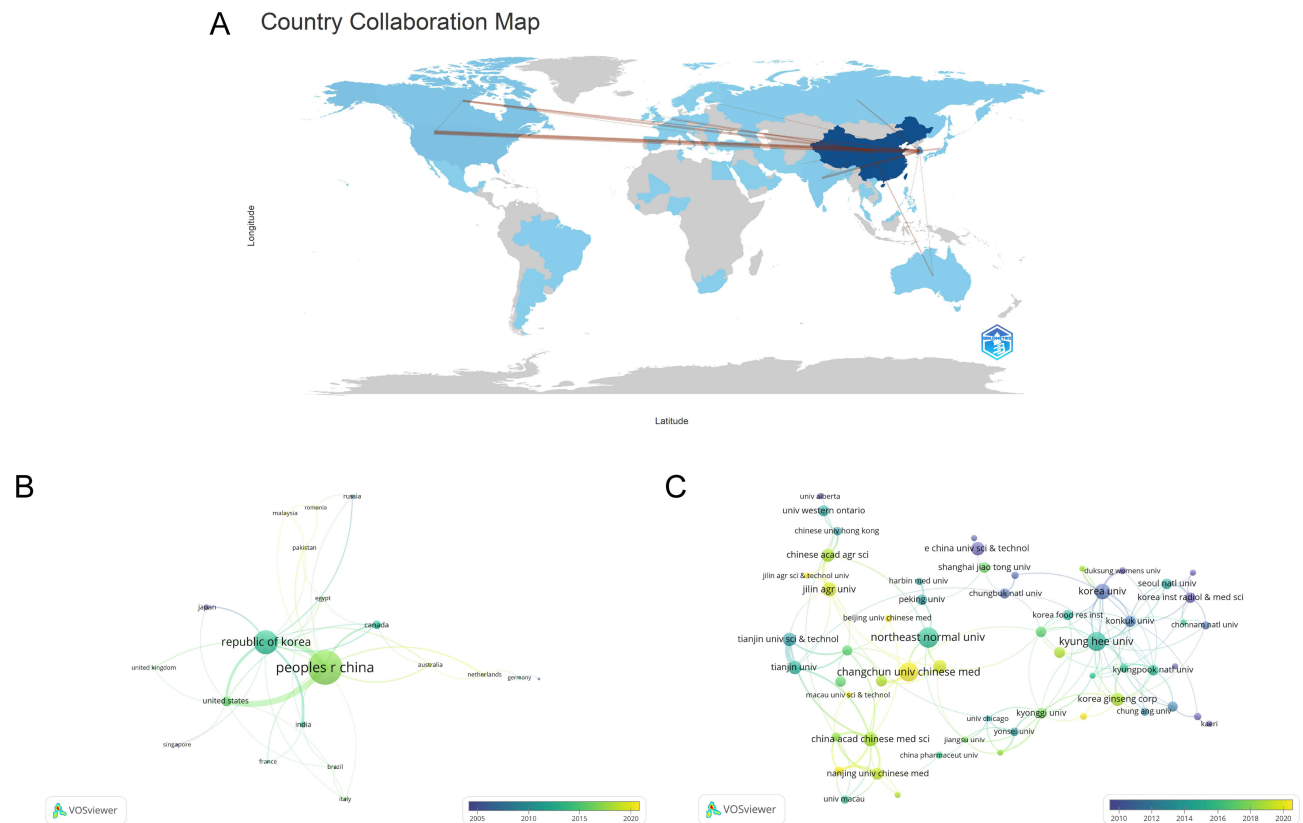 A Country Collaboration Map
Longitude
Latitude
B
russia
romania
malaysia
pakistan
egypt
japan
canada
republic of korea
peoples r china
australia
united kingdom
netherlands
germany
united states
india
singapore
france
brazil
italy
VOSviewer
2005 2010 2015 2020
C
univ alberta
univ western ontario
chinese univ hong kong
e china univ sci & technol
chinese acad agr sci
shanghai jiao tong univ
duksung womens univ
jilin agr sci & technol univ
harbin med univ
seoul natl univ
jilin agr univ
chungbuk natl univ
korea univ
korea inst radiol & med sci
peking univ
beijing univ chinese med
korea food res inst
konkuk univ
chonnam natl univ
tianjin univ sci & technol
northeast normal univ
kyung hee univ
tianjin univ
changchun univ chinese med
kyungpook natl univ
macau univ sci & technol
korea ginseng corp
kyonggi univ
chung ang univ
univ chicago
kaeri
yonsei univ
china acad chinese med sci
jiangsu univ
china pharmaceut univ
nanjing univ chinese med
univ macau
VOSviewer
2010 2012 2014 2016 2018 2020